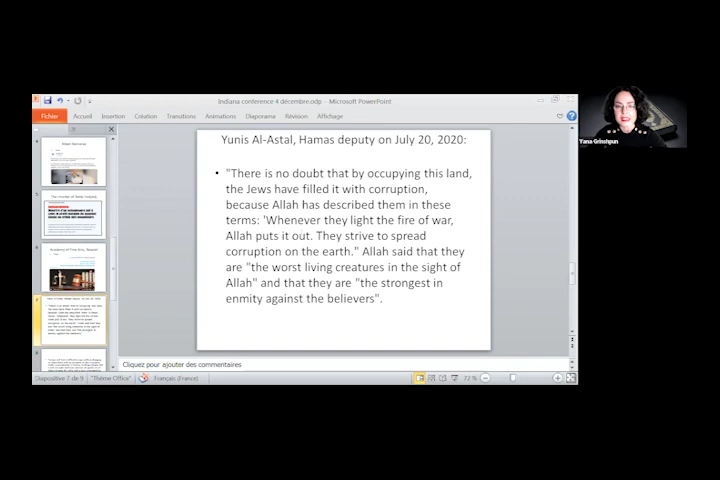 Indiana conference 4 décembre.odp - Microsoft PowerPoint
Fichier Accueil Insertion Création Transitions Animations Diaporama Révision Affichage
Yunis Al-Astal, Hamas deputy on July 20, 2020:
• "There is no doubt that by occupying this land,
the Jews have filled it with corruption,
because Allah has described them in these
terms: 'Whenever they light the fire of war,
Allah puts it out. They strive to spread
corruption on the earth." Allah said that they
are "the worst living creatures in the sight of
Allah" and that they are "the strongest in
enmity against the believers".
Cliquez pour ajouter des commentaires
Diapositive 7 de 9 "Thème Office" Français (France) 72 %
Yana Grinshpun